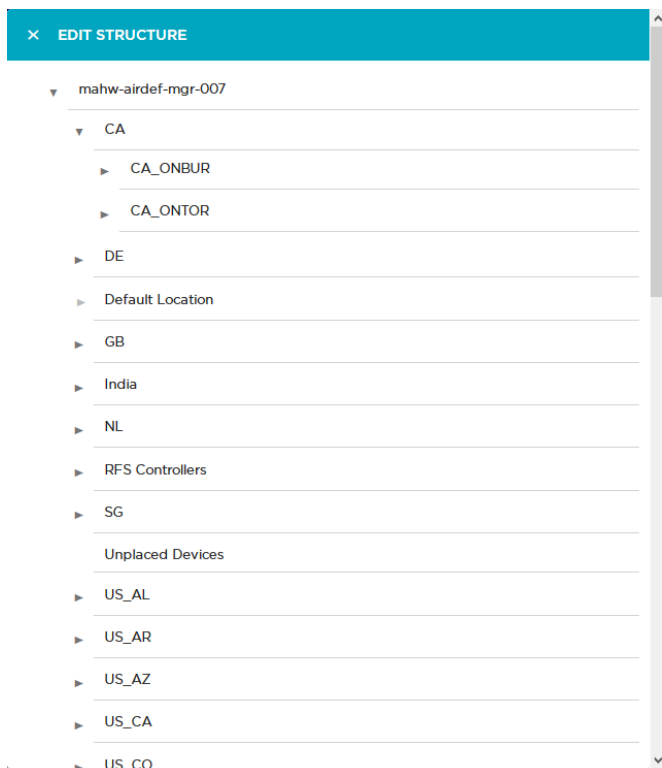 × EDIT STRUCTURE
mahw-airdef-mgr-007
CA
CA_ONBUR
CA_ONTOR
DE
Default Location
GB
India
NL
RFS Controllers
SG
Unplaced Devices
US_AL
US_AR
US_AZ
US_CA
US_CO